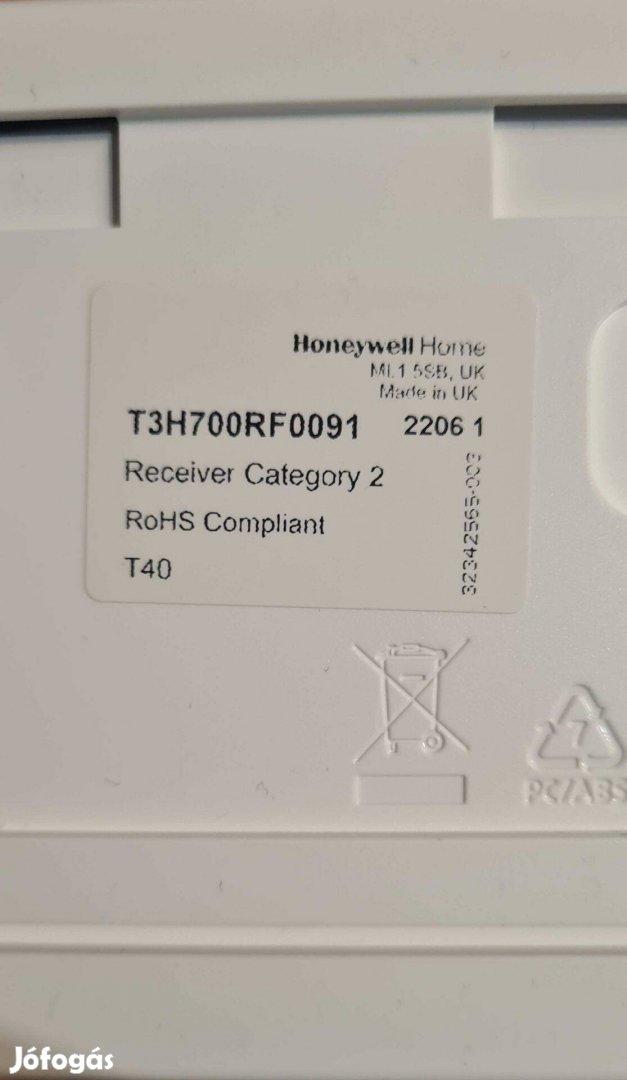 Honeywell Home
ML1 5SB, UK
Made in UK
T3H700RF0091 2206 1
Receiver Category 2
RoHS Compliant
T40
32342565-003
7
PC/ABS
Jófogás